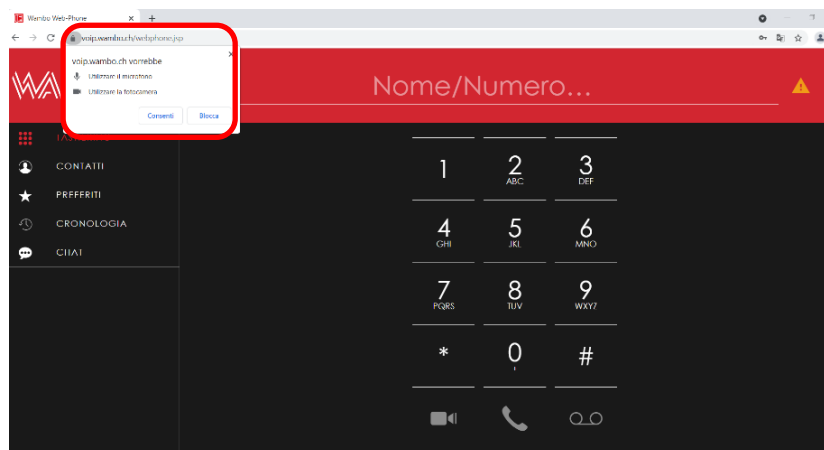 Wambo Web-Phone
voip.wambo.ch/webphone.jsp
voip.wambo.ch vorrebbe
Utilizzare il microfono
Utilizzare la fotocamera
Consenti Blocca
Nome/Numero...
CONTATTI
PREFERITI
CRONOLOGIA
CHAT
1 2 3
ABC DEF
4 5 6
GHI JKL MNO
7 8 9
PQRS TUV WXYZ
* 0 #